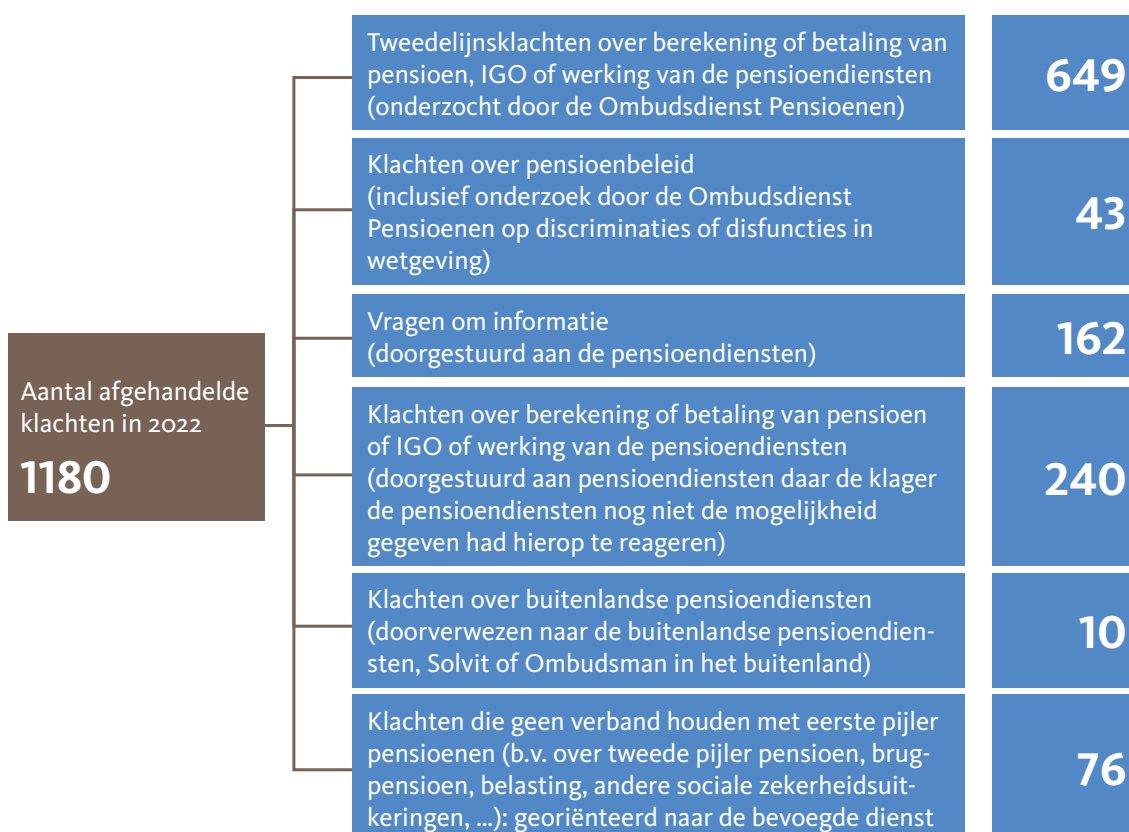 Tweedelijnsklachten over berekening of betaling van
pensioen, IGO of werking van de pensioendiensten
(onderzocht door de Ombudsdienst Pensioenen)
649
Klachten over pensioenbeleid
(inclusief onderzoek door de Ombudsdienst
Pensioenen op discriminaties of disfuncties in
wetgeving)
43
Vragen om informatie
(doorgestuurd aan de pensioendiensten)
162
Aantal afgehandelde
klachten in 2022
1180
Klachten over berekening of betaling van pensioen
of IGO of werking van de pensioendiensten
(doorgestuurd aan pensioendiensten daar de klager
de pensioendiensten nog niet de mogelijkheid
gegeven had hierop te reageren)
240
Klachten over buitenlandse pensioendiensten
(doorverwezen naar de buitenlandse pensioendien-
sten, Solvit of Ombudsman in het buitenland)
10
Klachten die geen verband houden met eerste pijler
pensioenen (b.v. over tweede pijler pensioen, brug-
pensioen, belasting, andere sociale zekerheidsuit-
keringen, ...): georiënteerd naar de bevoegde dienst
76